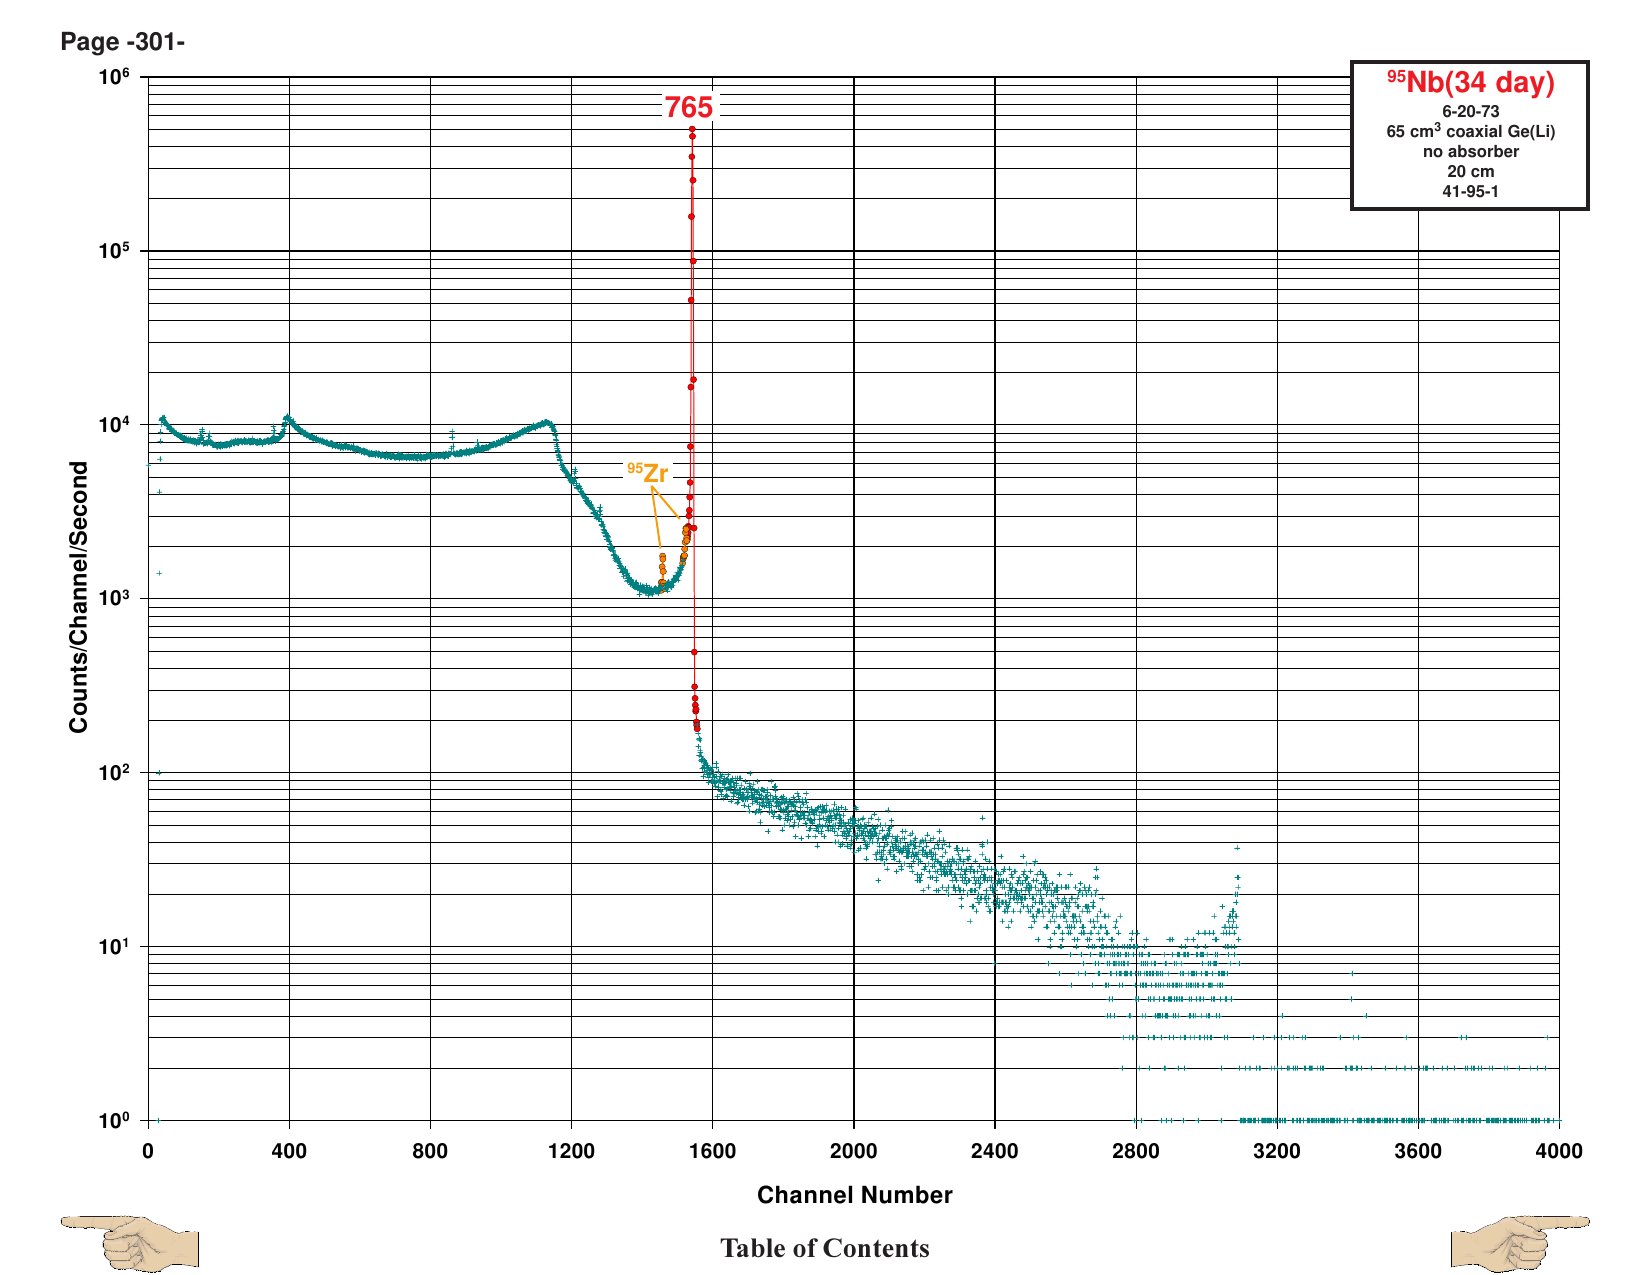 Page -301-
10⁶
10⁵
10⁴
10³
10²
10¹
10⁰
Counts/Channel/Second
765
⁹⁵Zr
⁹⁵Nb(34 day)
6-20-73
65 cm³ coaxial Ge(Li)
no absorber
20 cm
41-95-1
0 400 800 1200 1600 2000 2400 2800 3200 3600 4000
Channel Number
Table of Contents